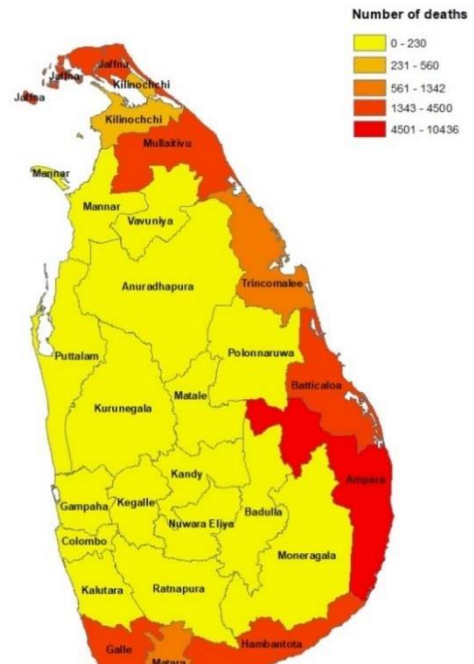 Number of deaths
0 - 230
231 - 560
561 - 1342
1343 - 4500
4501 - 10436
Jaffna
Jaffna
Jaffna
Kilinochchi
Kilinochchi
Mullaitivu
Mannar
Mannar
Vavuniya
Anuradhapura
Trincomalee
Puttalam
Polonnaruwa
Batticaloa
Kurunegala
Matale
Kandy
Ampara
Gampaha
Kegalle
Badulla
Nuwara Eliya
Colombo
Moneragala
Kalutara
Ratnapura
Galle
Hambantota
Matara